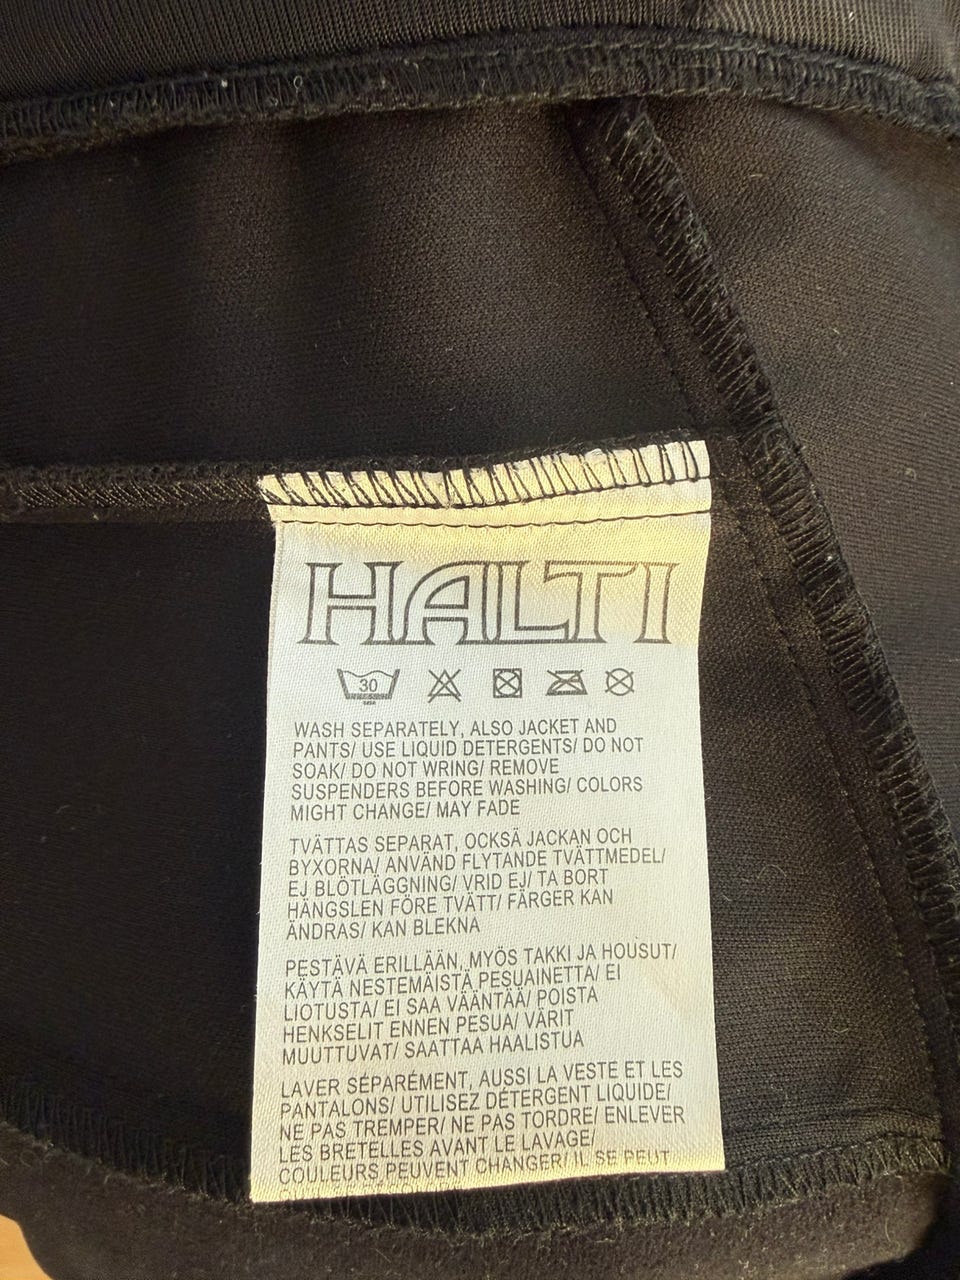 HALTI
30
WASH SEPARATELY, ALSO JACKET AND
PANTS/ USE LIQUID DETERGENTS/ DO NOT
SOAK/ DO NOT WRING/ REMOVE
SUSPENDERS BEFORE WASHING/ COLORS
MIGHT CHANGE/ MAY FADE
TVÄTTAS SEPARAT, OCKSÄ JACKAN OCH
BYXORNA/ ANVÄND FLYTANDE TVÄTTMEDEL/
EJ BLÖTLÄGGNING/ VRID EJ/ TA BORT
HÄNGSLEN FÖRE TVÄTT/ FÄRGER KAN
ÄNDRAS/ KAN BLEKNA
PESTÄVÄ ERILLÄÄN, MYÖS TAKKI JA HOUSUT/
KÄYTÄ NESTEMÄISTÄ PESUAINETTA/ EI
LIOTUSTA/ EI SAA VÄÄNTÄÄ/ POISTA
HENKSELIT ENNEN PESUA/ VÄRIT
MUUTTUVAT/ SAATTAA HAALISTUA
LAVER SÉPARÉMENT, AUSSI LA VESTE ET LES
PANTALONS/ UTILISEZ DÉTERGENT LIQUIDE/
NE PAS TREMPER/ NE PAS TORDRE/ ENLEVER
LES BRETELLES AVANT LE LAVAGE/
COULEURS PEUVENT CHANGER/ IL SE PEUT